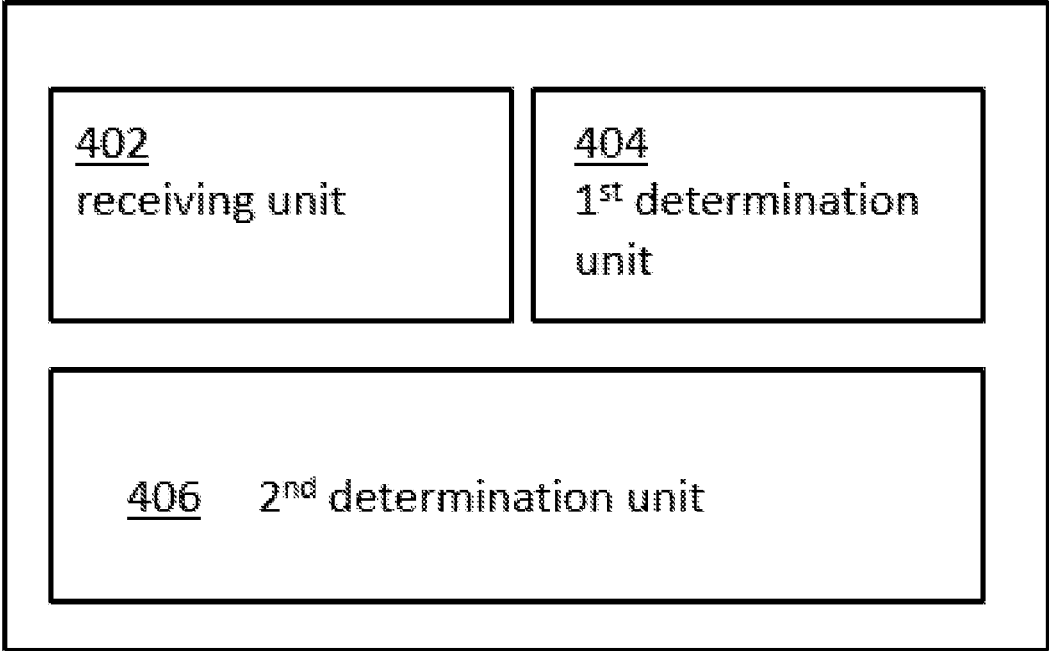 402
receiving unit
404
1st determination
unit
406 2nd determination unit